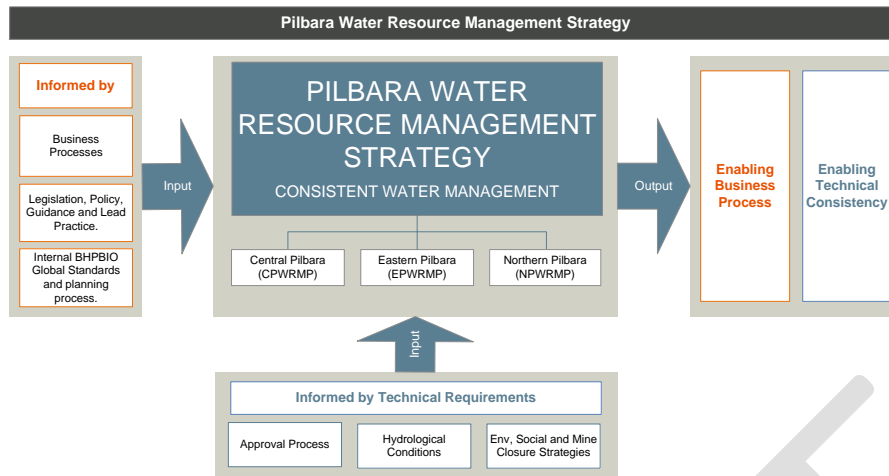 Pilbara Water Resource Management Strategy
Informed by
Business
Processes
Legislation, Policy,
Guidance and Lead
Practice.
Internal BHPBIO
Global Standards
and planning
process.
Input
PILBARA WATER
RESOURCE MANAGEMENT
STRATEGY
CONSISTENT WATER MANAGEMENT
Central Pilbara
(CPWRMP)
Eastern Pilbara
(EPWRMP)
Northern Pilbara
(NPWRMP)
Output
Enabling
Business
Process
Enabling
Technical
Consistency
Input
Informed by Technical Requirements
Approval Process
Hydrological
Conditions
Env, Social and Mine
Closure Strategies